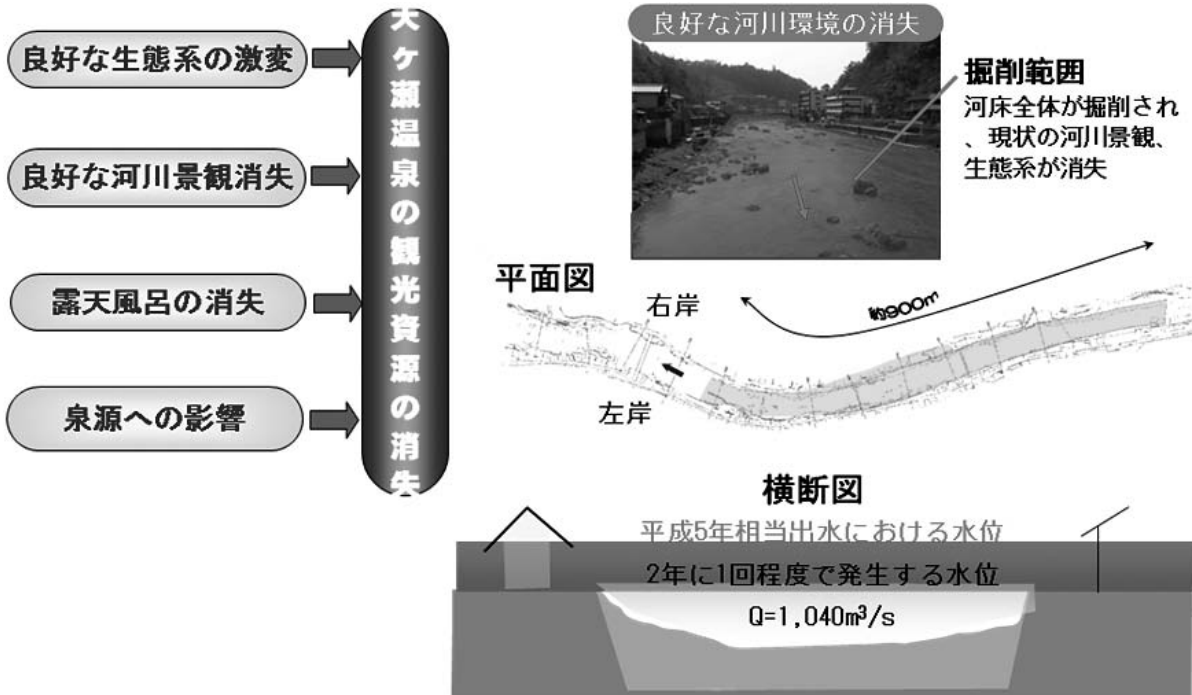 良好な生態系の激変
良好な河川景観消失
露天風呂の消失
泉源への影響
天ケ瀬温泉の観光資源の消失
良好な河川環境の消失
掘削範囲
河床全体が掘削され
、現状の河川景観、
生態系が消失
平面図
右岸
約900㎡
左岸
横断図
平成5年相当出水における水位
2年に1回程度で発生する水位
Q=1,040m³/s